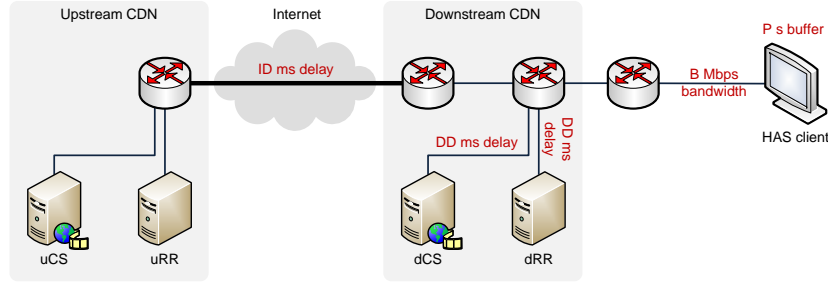 Upstream CDN
Internet
Downstream CDN
P s buffer
ID ms delay
B Mbps
bandwidth
HAS client
DD ms delay
DD ms
delay
uCS
uRR
dCS
dRR